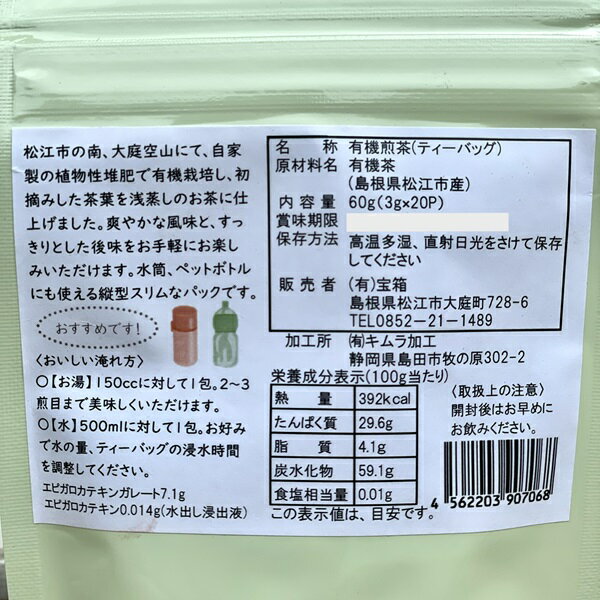 松江市の南、大庭空山にて、自家
製の植物性堆肥で有機栽培し、初
摘みした茶葉を浅蒸しのお茶に仕
上げました。爽やかな風味と、すっ
きりとした後味をお手軽にお楽し
みいただけます。水筒、ペットボトル
にも使える縦型スリムなパックです。
おすすめです!
〈おいしい淹れ方〉
○【お湯】150ccに対して1包。2~3
煎目まで美味しくいただけます。
○【水】500mlに対して1包。お好み
で水の量、ティーバッグの浸水時間
を調整してください。
エピガロカテキンガレート7.1g
エピガロカテキン0.014g(水出し浸出液)
名称 有機煎茶(ティーバッグ)
原材料名 有機茶
(島根県松江市産)
内容量 60g(3g×20P)
賞味期限
保存方法 高温多湿、直射日光をさけて保存
してください
販売者 (有)宝箱
島根県松江市大庭町728-6
TEL0852-21-1489
加工所 ㈲キムラ加工
静岡県島田市牧の原302-2
栄養成分表示(100g当たり)
熱量 392kcal
たんぱく質 29.6g
脂質 4.1g
炭水化物 59.1g
食塩相当量 0.01g
この表示値は、目安です。
〈取扱上の注意〉
開封後はお早めに
お飲みください。
4 562203 907068